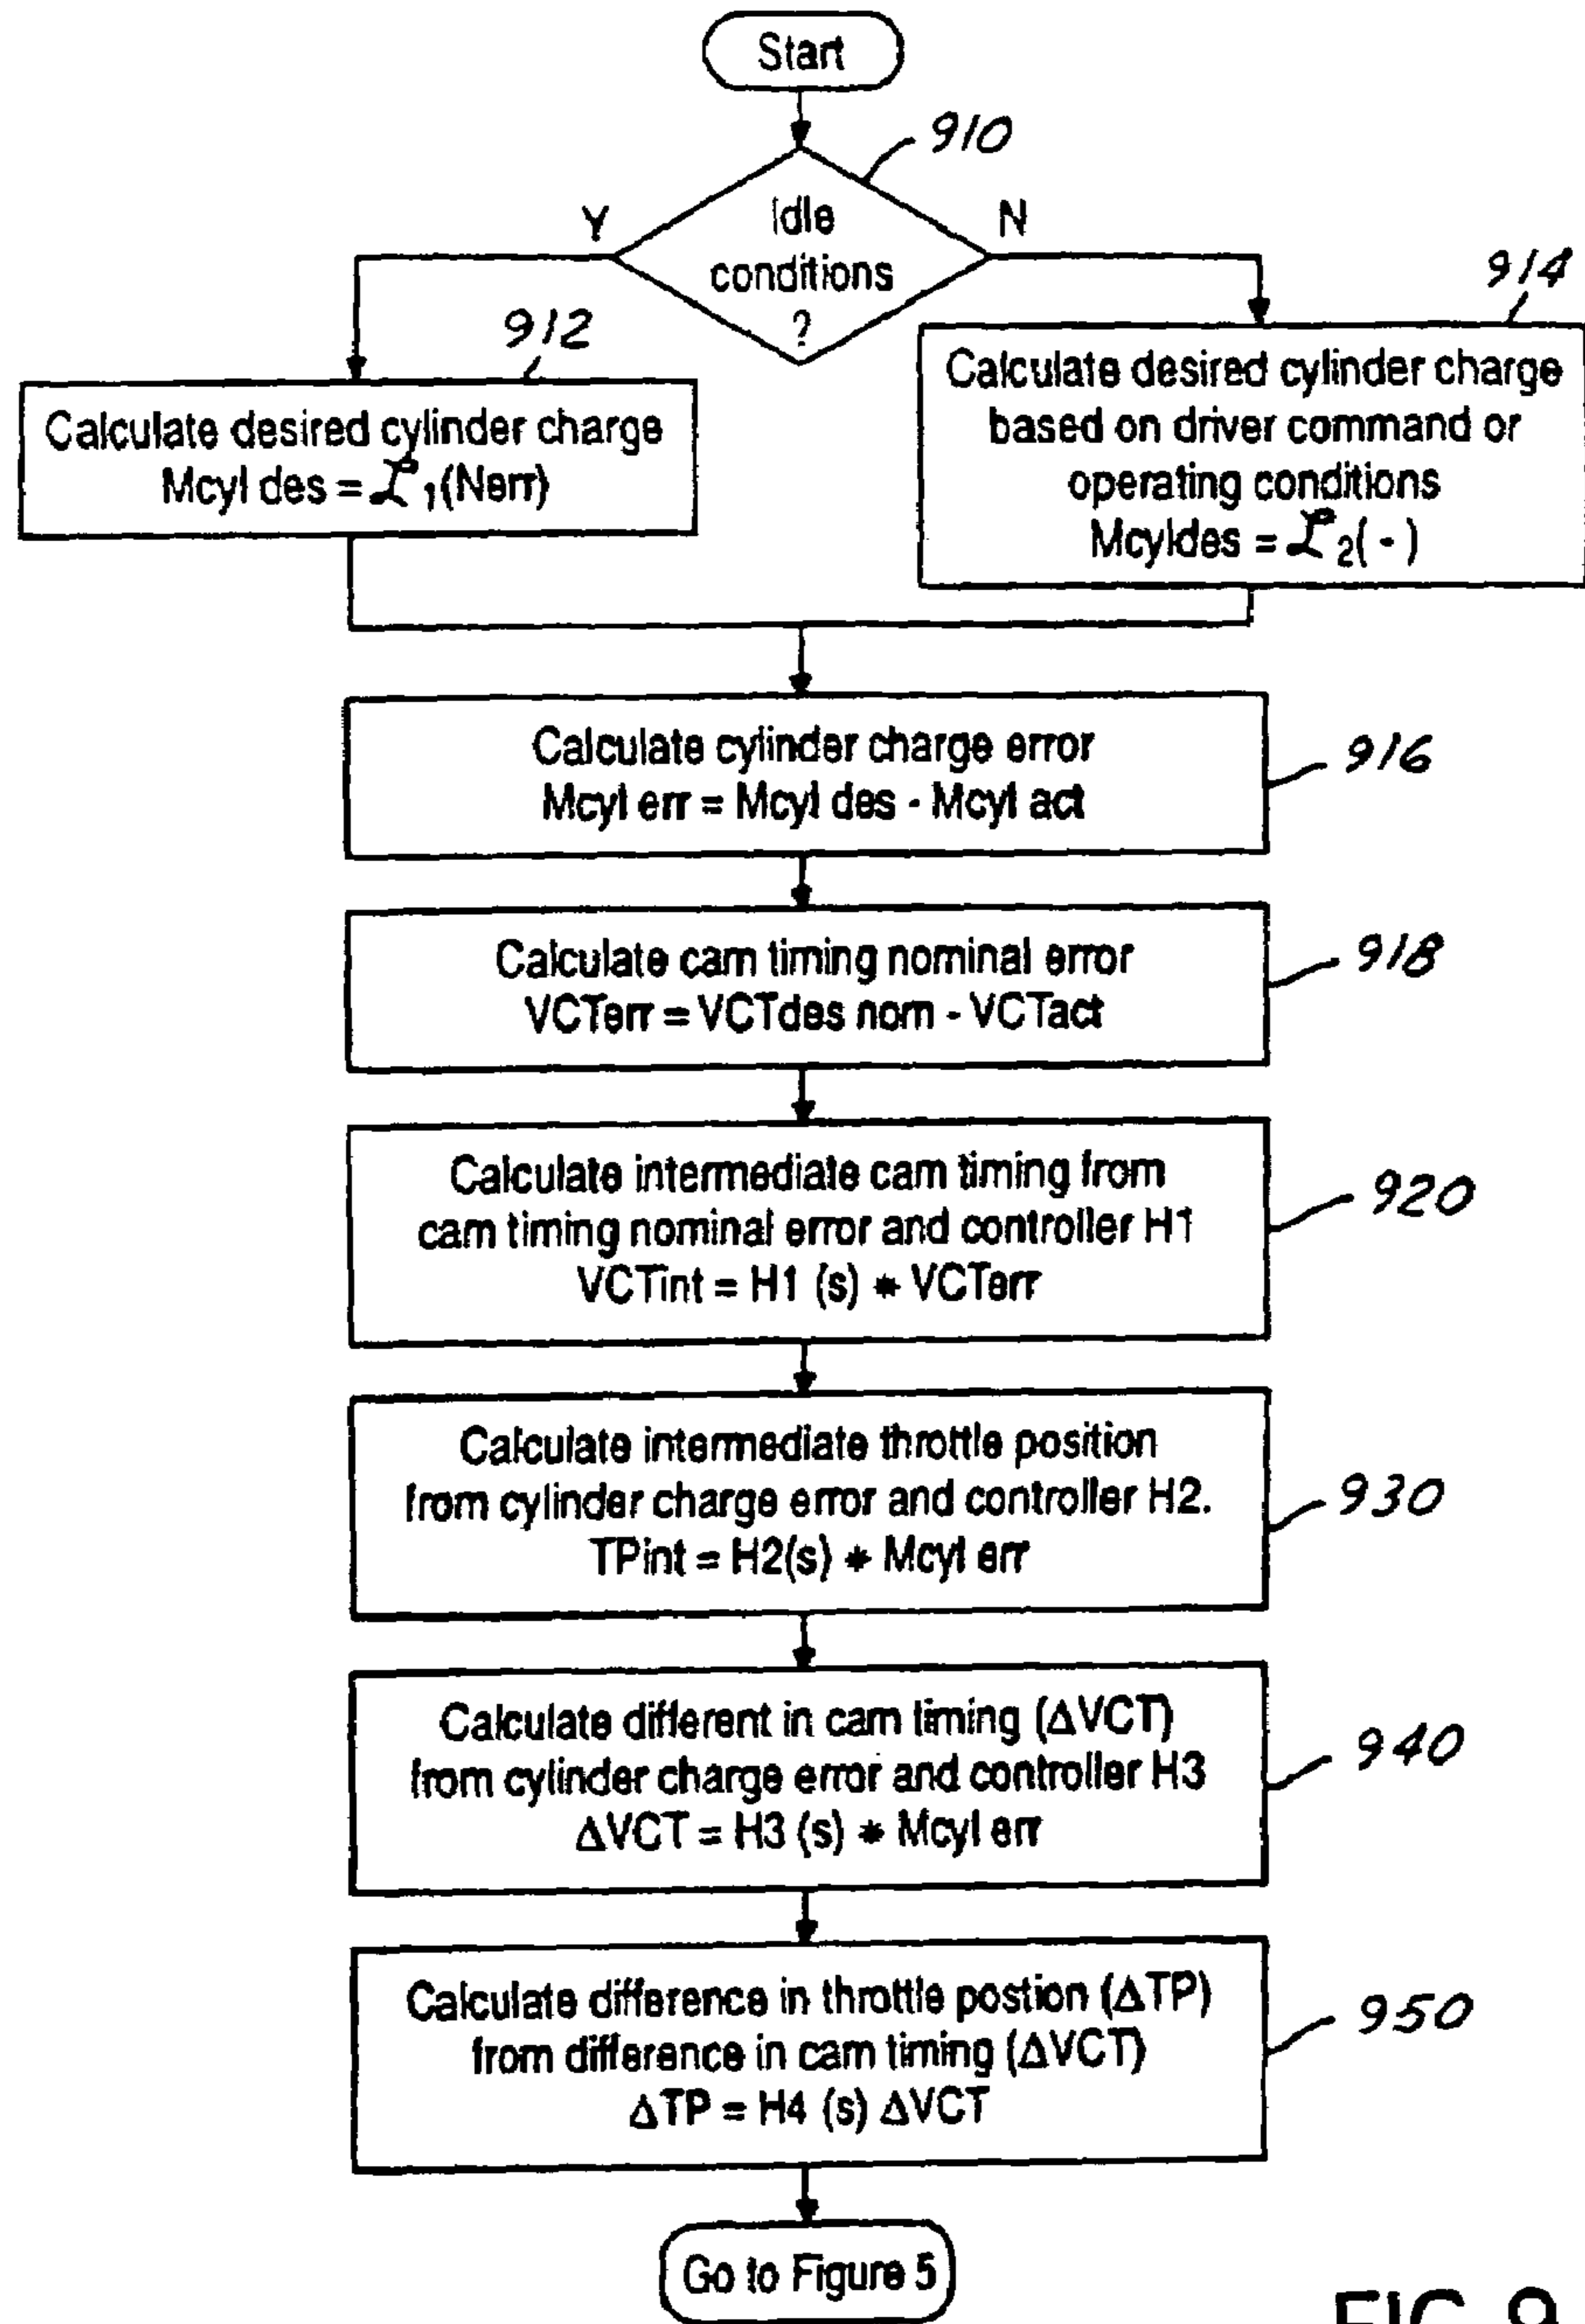 Start
910
Y
Idle
conditions
?
N
912
Calculate desired cylinder charge
Mcyl des = ℒ1(Nerr)
914
Calculate desired cylinder charge
based on driver command or
operating conditions
Mcyldes = ℒ2( - )
Calculate cylinder charge error
Mcyl err = Mcyl des - Mcyl act
916
Calculate cam timing nominal error
VCTerr = VCTdes nom - VCTact
918
Calculate intermediate cam timing from
cam timing nominal error and controller H1
VCTint = H1 (s) * VCTerr
920
Calculate intermediate throttle position
from cylinder charge error and controller H2.
TPint = H2(s) * Mcyl err
930
Calculate different in cam timing (ΔVCT)
from cylinder charge error and controller H3
ΔVCT = H3 (s) * Mcyl err
940
Calculate difference in throttle postion (ΔTP)
from difference in cam timing (ΔVCT)
ΔTP = H4 (s) ΔVCT
950
Go to Figure 5
FIG. 9